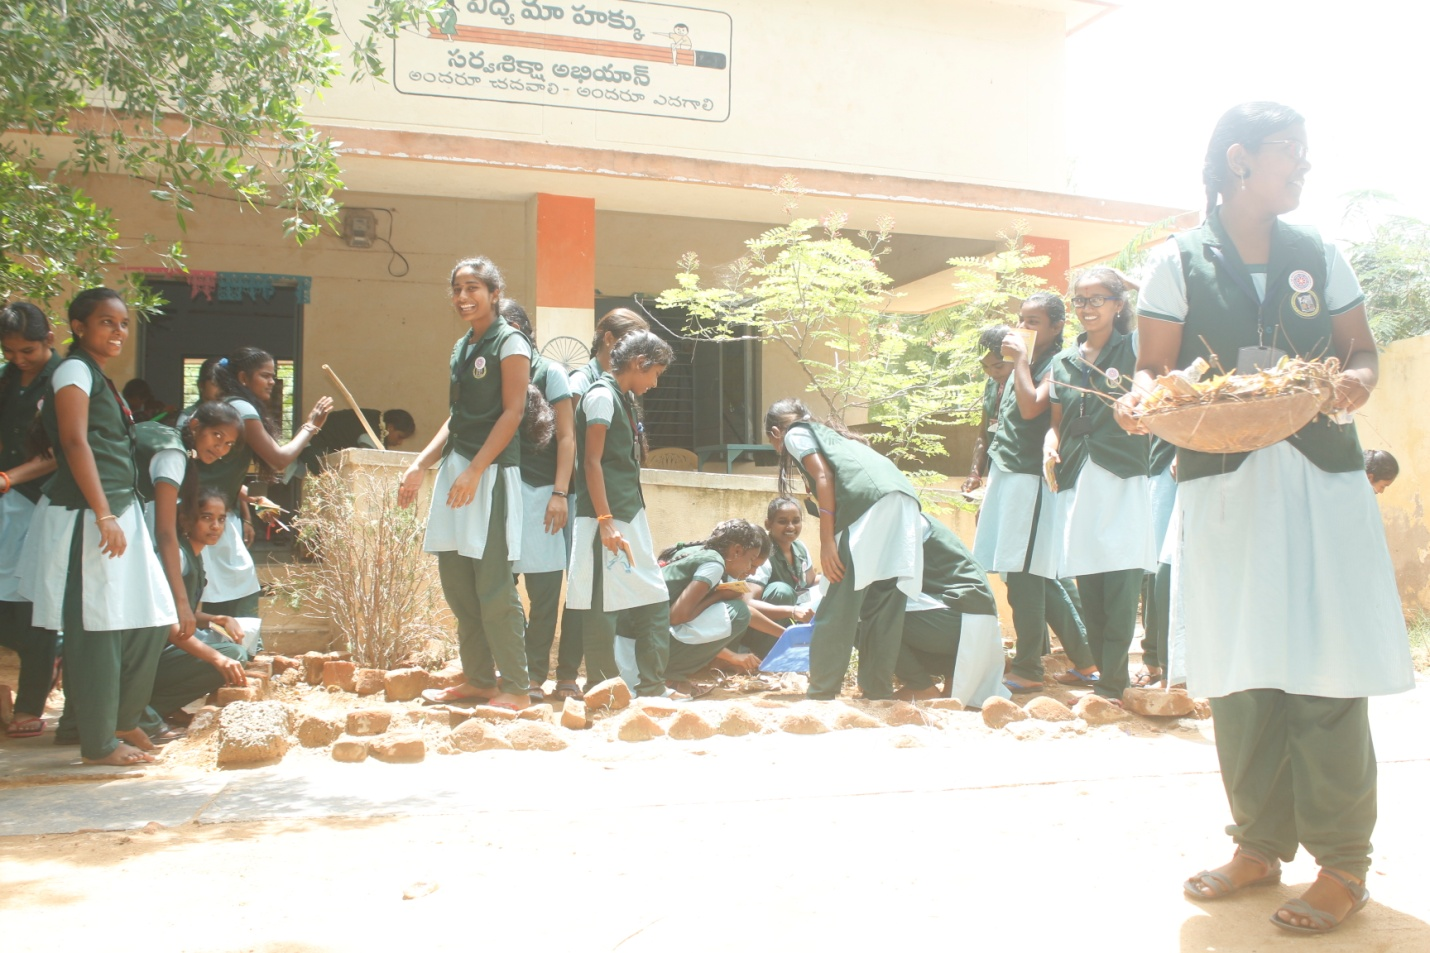 విద్య మా హక్కు
సర్వశిక్షా అభియాన్
అందరూ చదవాలి - అందరూ ఎదగాలి